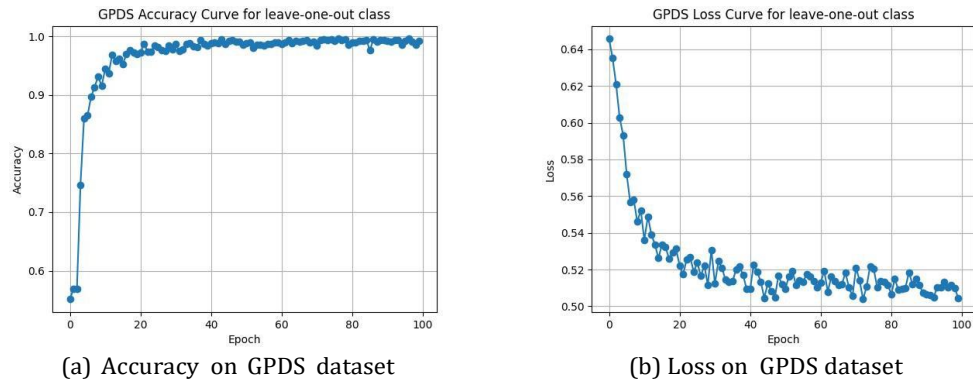 GPDS Accuracy Curve for leave-one-out class
1.0
0.9
0.8
0.7
0.6
Accuracy
0 20 40 60 80 100
Epoch
(a) Accuracy on GPDS dataset
GPDS Loss Curve for leave-one-out class
0.64
0.62
0.60
0.58
0.56
0.54
0.52
0.50
Loss
0 20 40 60 80 100
Epoch
(b) Loss on GPDS dataset